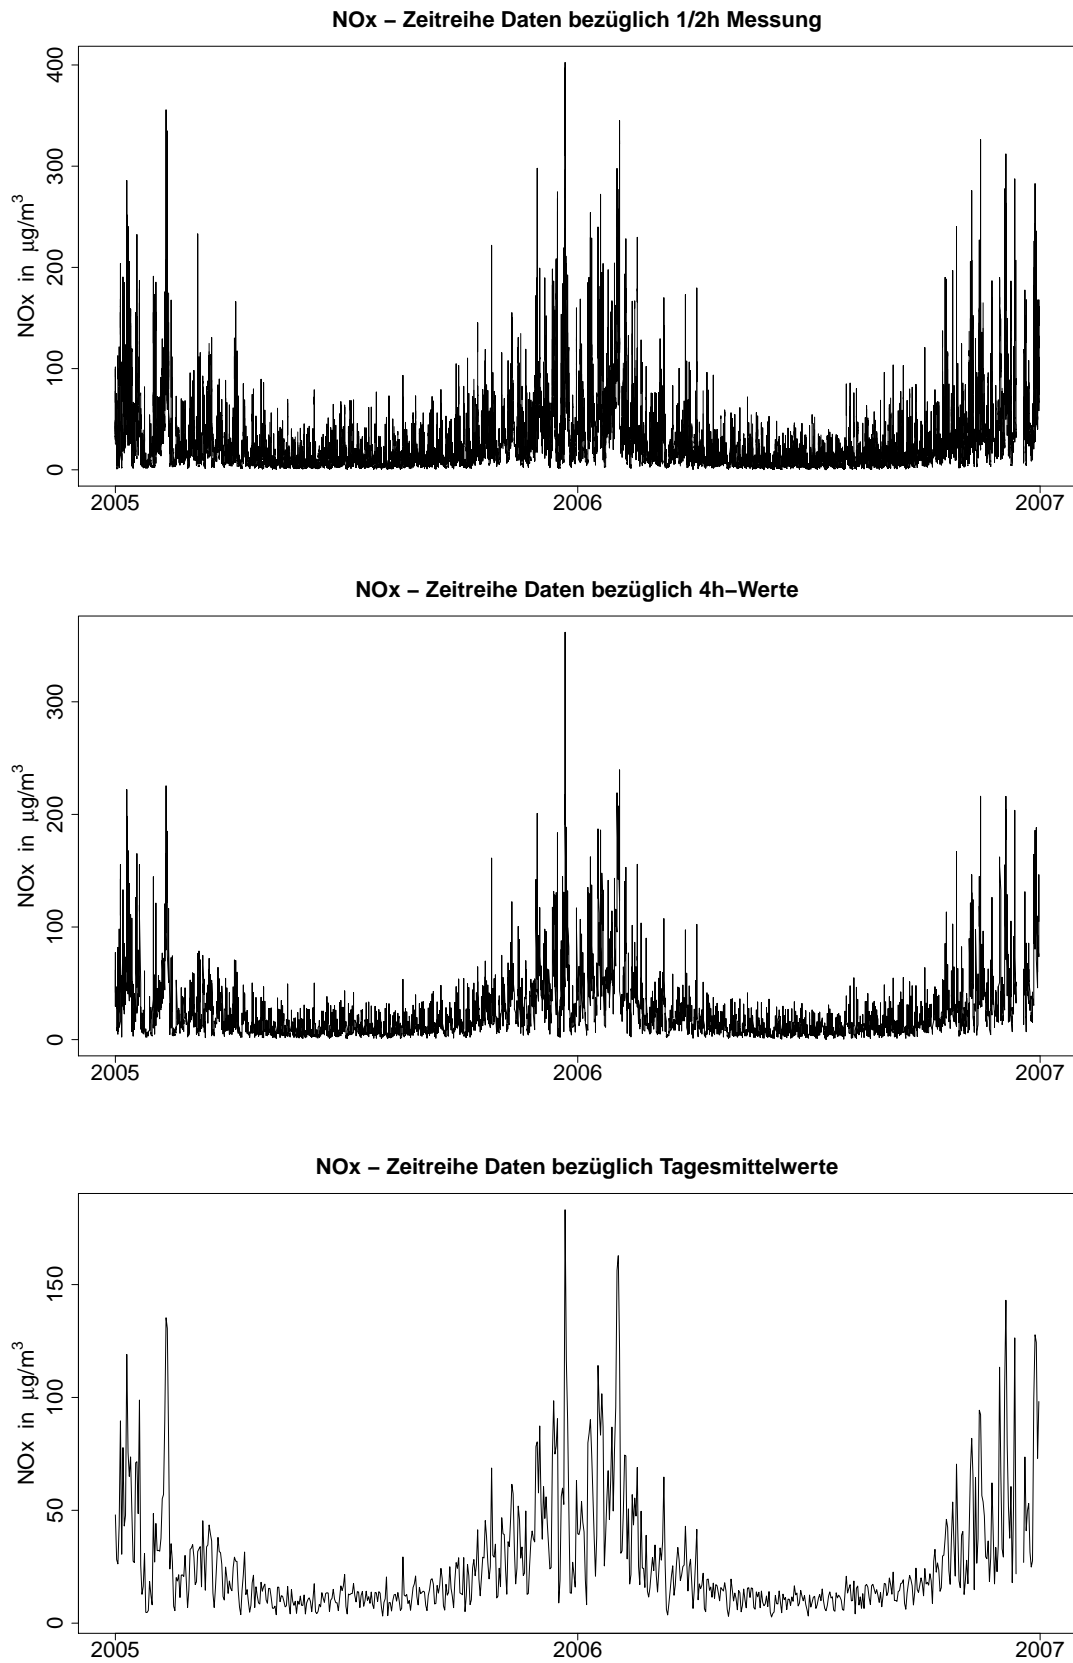 NOx – Zeitreihe Daten bezüglich 1/2h Messung
NOx in µg/m³
400
300
200
100
0
2005 2006 2007
NOx – Zeitreihe Daten bezüglich 4h–Werte
NOx in µg/m³
300
200
100
0
2005 2006 2007
NOx – Zeitreihe Daten bezüglich Tagesmittelwerte
NOx in µg/m³
150
100
50
0
2005 2006 2007